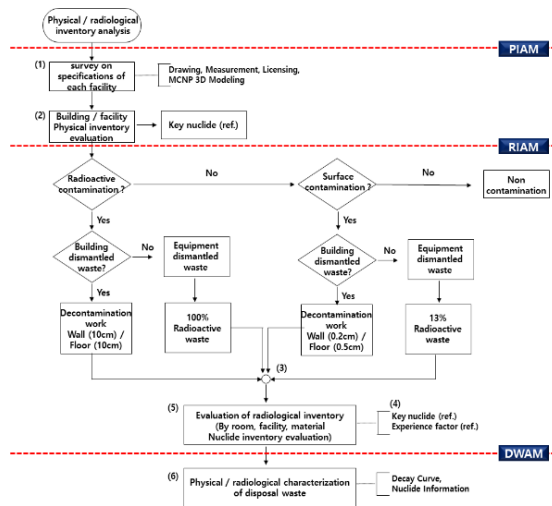 Physical / radiological
inventory analysis
PIAM
(1)
survey on
specifications of
each facility
Drawing, Measurement, Licensing,
MCNP 3D Modeling
(2)
Building / facility
Physical inventory
evaluation
Key nuclide (ref.)
RIAM
Radioactive
contamination ?
No
Surface
contamination ?
No
Non
contamination
Yes
Yes
Building
dismantled
waste?
No
Equipment
dismantled
waste
Building
dismantled
waste?
No
Equipment
dismantled
waste
Yes
Yes
Decontamination
work
Wall (10cm) /
Floor (10cm)
100%
Radioactive
waste
Decontamination
work
Wall (0.2cm) /
Floor (0.5cm)
13%
Radioactive
waste
(3)
(5)
Evaluation of radiological inventory
(By room, facility, material
Nuclide inventory evaluation)
(4)
Key nuclide (ref.)
Experience factor (ref.)
DWAM
(6)
Physical / radiological characterization
of disposal waste
Decay Curve,
Nuclide Information